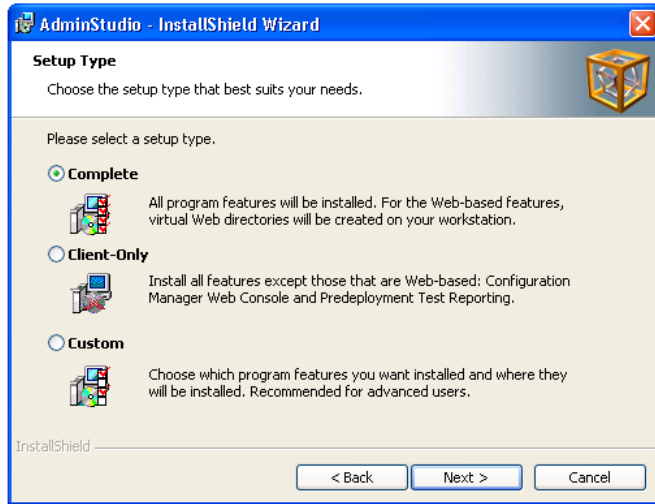 AdminStudio - InstallShield Wizard
Setup Type
Choose the setup type that best suits your needs.
Please select a setup type.
Complete
All program features will be installed. For the Web-based features,
virtual Web directories will be created on your workstation.
Client-Only
Install all features except those that are Web-based: Configuration
Manager Web Console and Predeployment Test Reporting.
Custom
Choose which program features you want installed and where they
will be installed. Recommended for advanced users.
InstallShield
< Back
Next >
Cancel